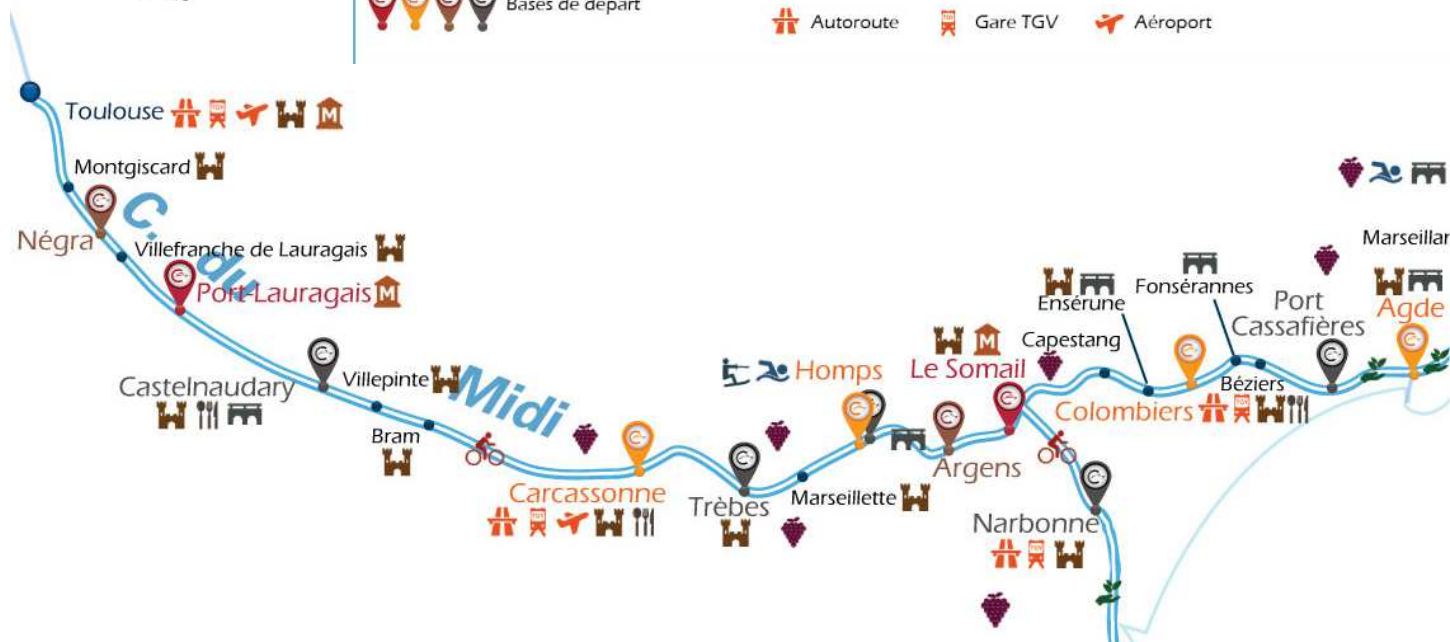 Bases de départ
Autoroute
Gare TGV
Aéroport
Toulouse
Montgiscard
C. du Midi
Négra
Villefranche de Lauragais
Port-Lauragais
Castelnaudary
Villepinte
Bram
Carcassonne
Trèbes
Marseillette
Homps
Argens
Le Somail
Capestang
Ensérune
Fonsérannes
Colombiers
Béziers
Port
Cassafières
Marseillan
Agde
Narbonne